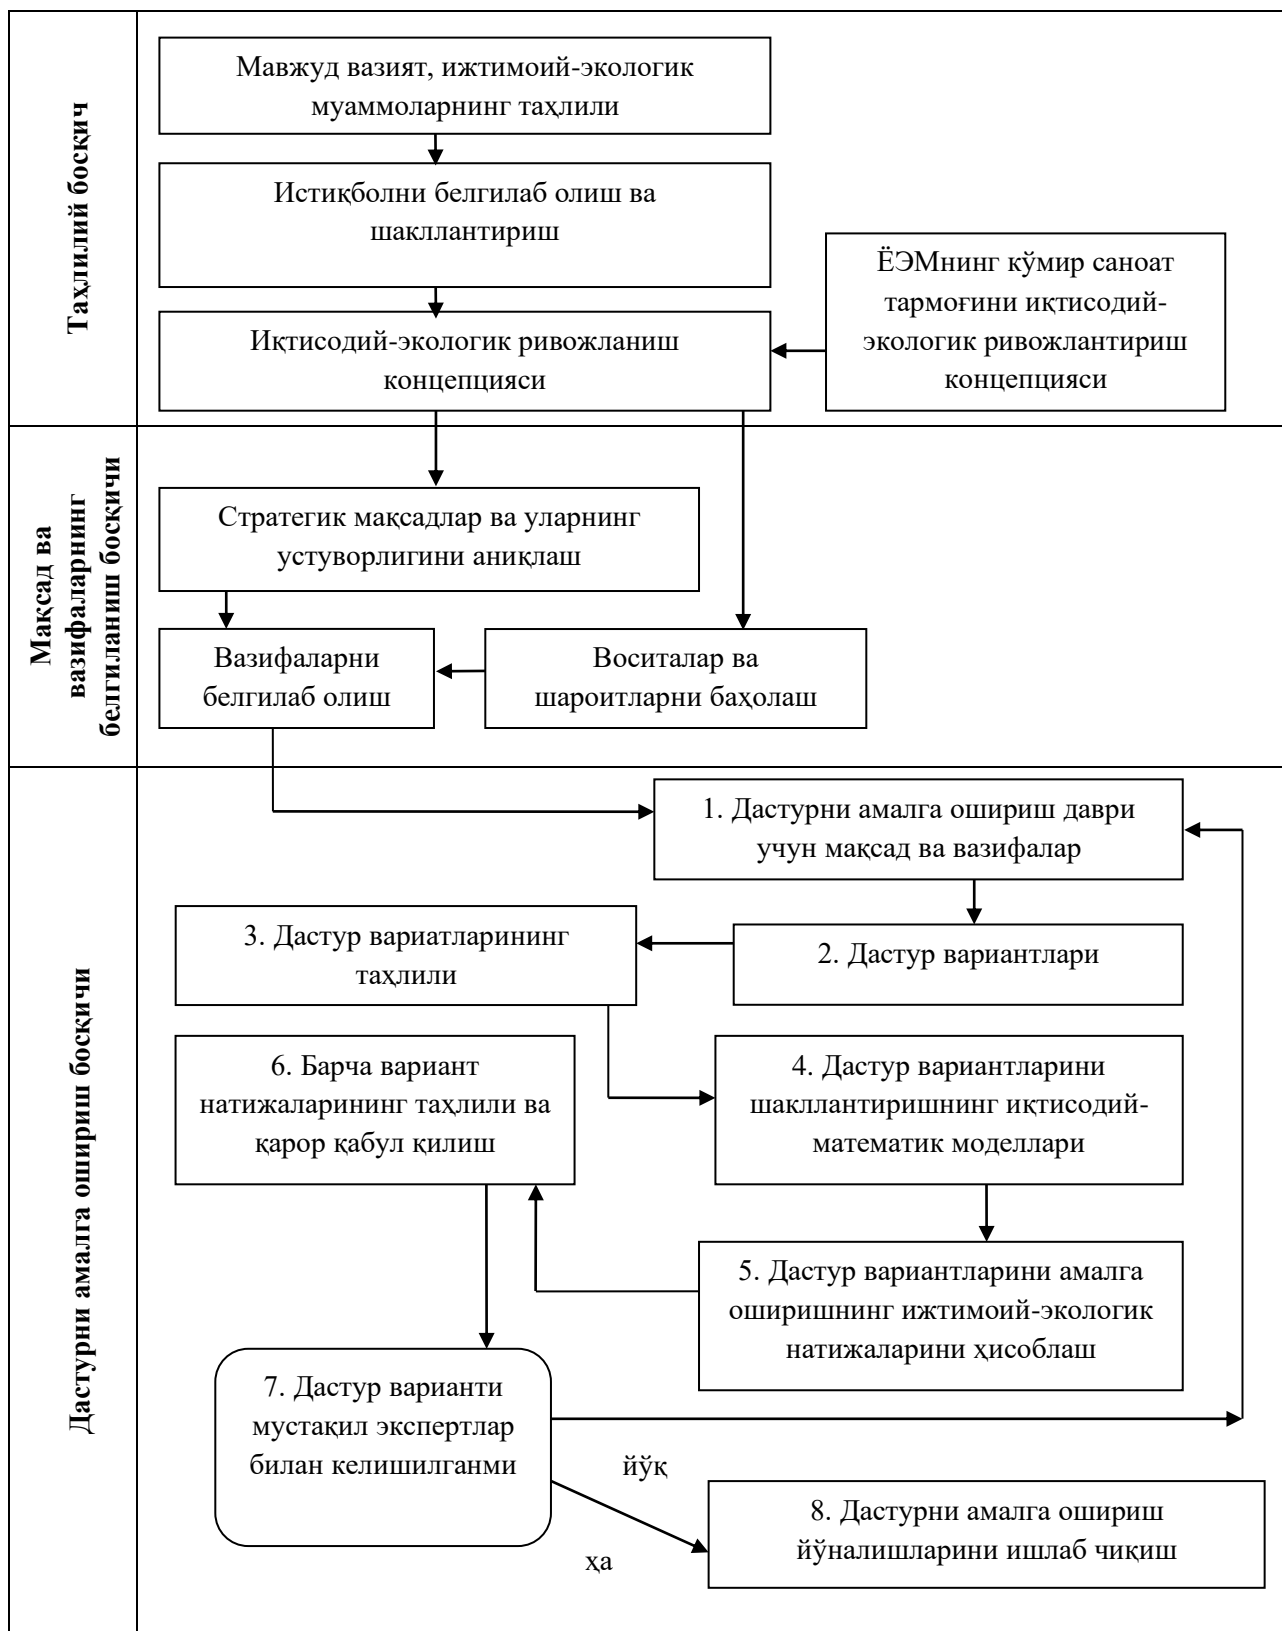 Таҳлилий босқич
Мавжуд вазият, ижтимоий-экологик
муаммоларнинг таҳлили
Истиқболни белгилаб олиш ва
шакллантириш
ЁЭМнинг кўмир саноат
тармоғини иқтисодий-
экологик ривожлантириш
концепцияси
Иқтисодий-экологик ривожланиш
концепцияси
Мақсад ва
вазифаларнинг
белгиланиш босқичи
Стратегик мақсадлар ва уларнинг
устуворлигини аниқлаш
Вазифаларни
белгилаб олиш
Воситалар ва
шароитларни баҳолаш
Дастурни амалга ошириш босқичи
1. Дастурни амалга ошириш даври
учун мақсад ва вазифалар
2. Дастур вариантлари
3. Дастур вариатларининг
таҳлили
4. Дастур вариантларини
шакллантиришнинг иқтисодий-
математик моделлари
5. Дастур вариантларини амалга
оширишнинг ижтимоий-экологик
натижаларини ҳисоблаш
6. Барча вариант
натижаларининг таҳлили ва
қарор қабул қилиш
7. Дастур варианти
мустақил экспертлар
билан келишилганми
йўқ
ҳа
8. Дастурни амалга ошириш
йўналишларини ишлаб чиқиш